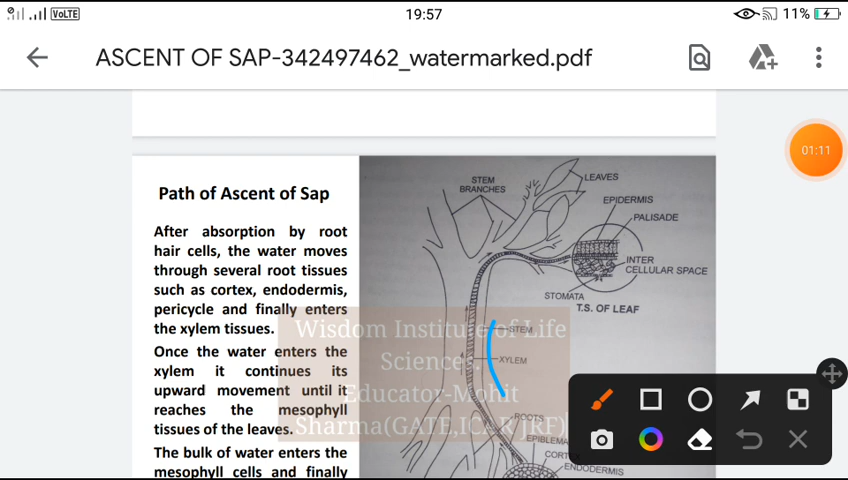 VoLTE
19:57
11%
ASCENT OF SAP-342497462_watermarked.pdf
01:11
Path of Ascent of Sap
After absorption by root
hair cells, the water moves
through several root tissues
such as cortex, endodermis,
pericycle and finally enters
the xylem tissues.
Once the water enters the
xylem it continues its
upward movement until it
reaches the mesophyll
tissues of the leaves.
The bulk of water enters the
mesophyll cells and finally
STEM
BRANCHES
LEAVES
EPIDERMIS
PALISADE
INTER
CELLULAR SPACE
STOMATA
T.S. OF LEAF
STEM
XYLEM
ROOTS
EPIBLEMA
CORT
ENDODERMIS
Wisdom Institute of Life
Sciences.
Educator-Mohit
Sharma(GATE,ICAR JRF)